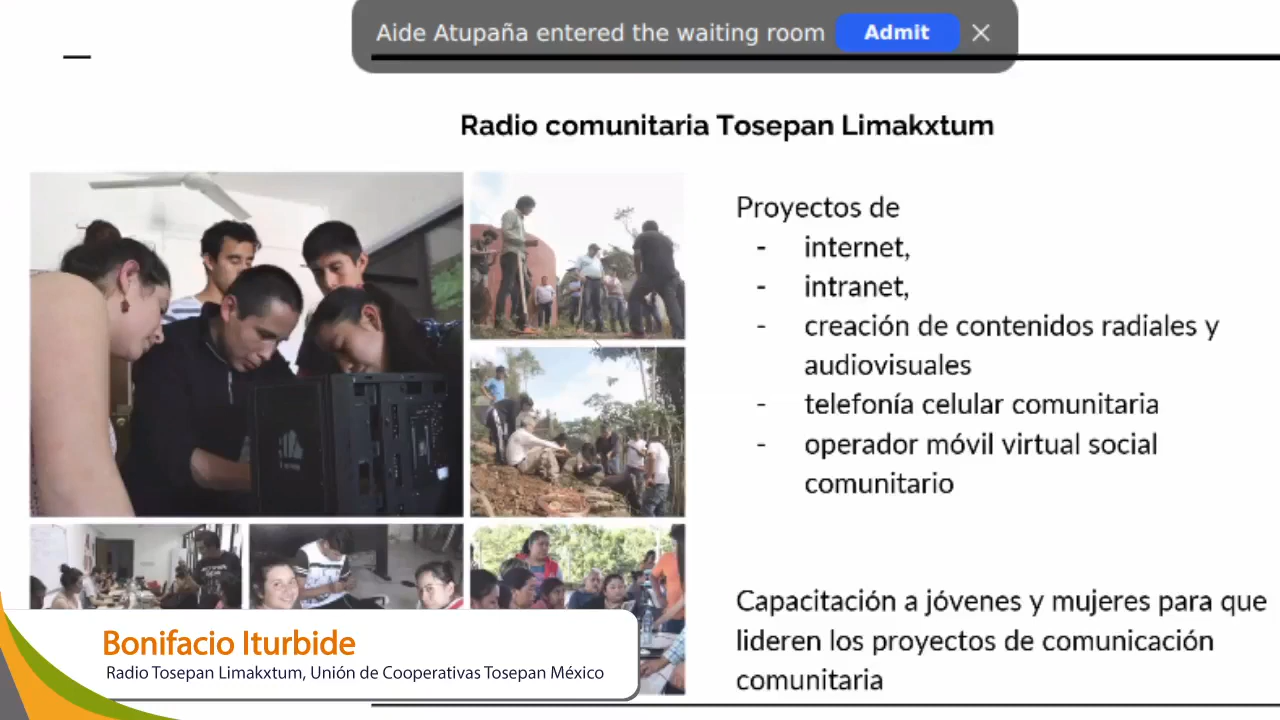 Aide Atupaña entered the waiting room Admit
Radio comunitaria Tosepan Limakxtum
Proyectos de
- internet,
- intranet,
- creación de contenidos radiales y
audiovisuales
- telefonía celular comunitaria
- operador móvil virtual social
comunitario
Capacitación a jóvenes y mujeres para que
lideren los proyectos de comunicación
comunitaria
Bonifacio Iturbide
Radio Tosepan Limakxtum, Unión de Cooperativas Tosepan México